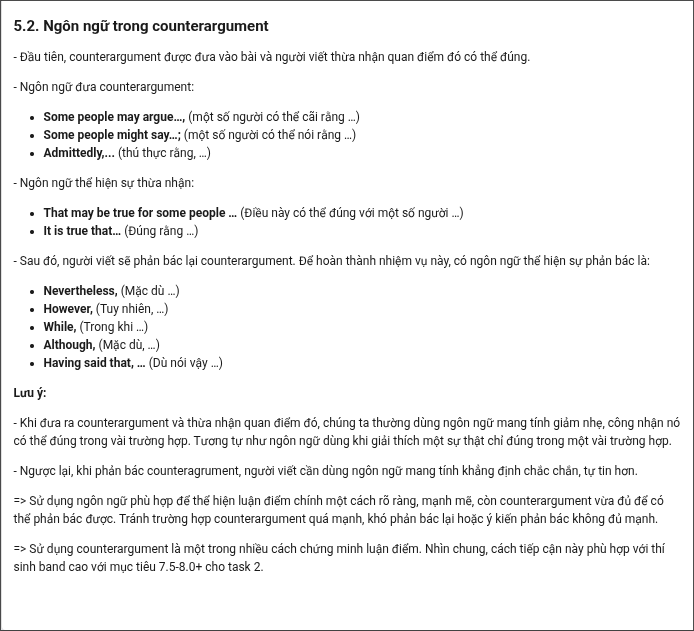 5.2. Ngôn ngữ trong counterargument
- Đầu tiên, counterargument được đưa vào bài và người viết thừa nhận quan điểm đó có thể đúng.
- Ngôn ngữ đưa counterargument:
• Some people may argue…, (một số người có thể cãi rằng …)
• Some people might say…; (một số người có thể nói rằng …)
• Admittedly,... (thú thực rằng, …)
- Ngôn ngữ thể hiện sự thừa nhận:
• That may be true for some people … (Điều này có thể đúng với một số người …)
• It is true that… (Đúng rằng …)
- Sau đó, người viết sẽ phản bác lại counterargument. Để hoàn thành nhiệm vụ này, có ngôn ngữ thể hiện sự phản bác là:
• Nevertheless, (Mặc dù …)
• However, (Tuy nhiên, …)
• While, (Trong khi …)
• Although, (Mặc dù, …)
• Having said that, … (Dù nói vậy …)
Lưu ý:
- Khi đưa ra counterargument và thừa nhận quan điểm đó, chúng ta thường dùng ngôn ngữ mang tính giảm nhẹ, công nhận nó
có thể đúng trong vài trường hợp. Tương tự như ngôn ngữ dùng khi giải thích một sự thật chỉ đúng trong một vài trường hợp.
- Ngược lại, khi phản bác counteragrument, người viết cần dùng ngôn ngữ mang tính khẳng định chắc chắn, tự tin hơn.
=> Sử dụng ngôn ngữ phù hợp để thể hiện luận điểm chính một cách rõ ràng, mạnh mẽ, còn counterargument vừa đủ để có
thể phản bác được. Tránh trường hợp counterargument quá mạnh, khó phản bác lại hoặc ý kiến phản bác không đủ mạnh.
=> Sử dụng counterargument là một trong nhiều cách chứng minh luận điểm. Nhìn chung, cách tiếp cận này phù hợp với thí
sinh band cao với mục tiêu 7.5-8.0+ cho task 2.